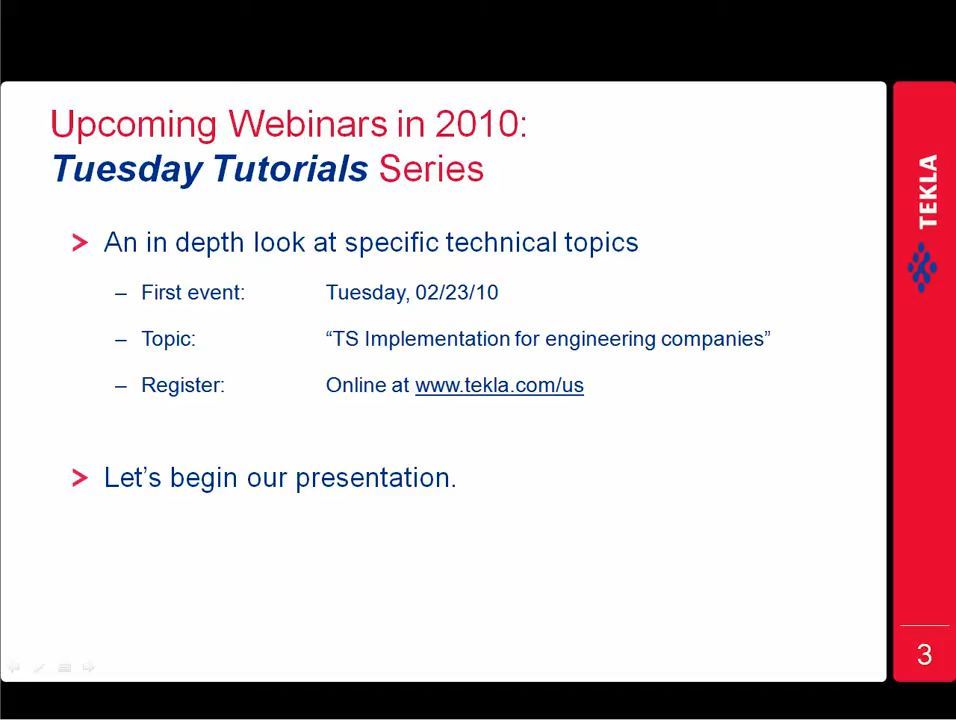 Upcoming Webinars in 2010:
Tuesday Tutorials Series
> An in depth look at specific technical topics
– First event: Tuesday, 02/23/10
– Topic: “TS Implementation for engineering companies”
– Register: Online at www.tekla.com/us
> Let’s begin our presentation.
TEKLA
3